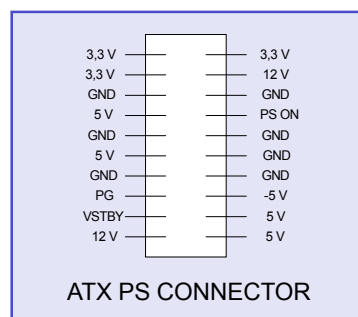 3,3 V 3,3 V
3,3 V 12 V
GND GND
5 V PS ON
GND GND
5 V GND
GND GND
PG -5 V
VSTBY 5 V
12 V 5 V
ATX PS CONNECTOR